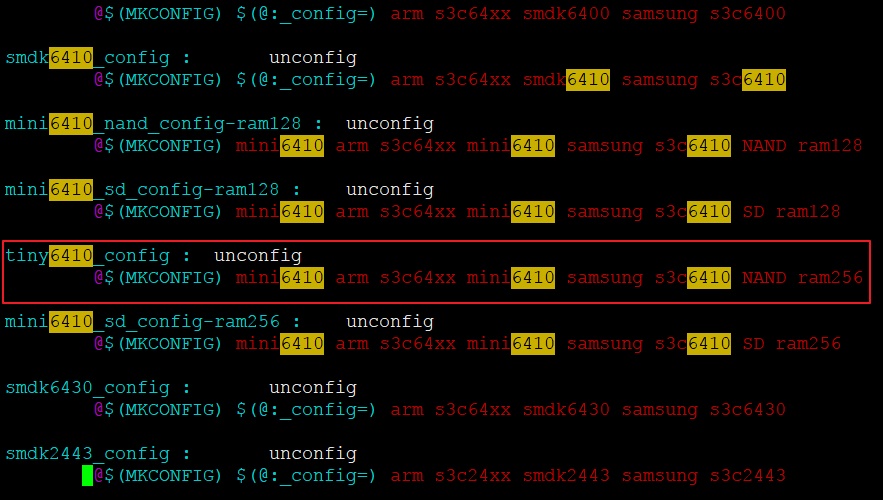 @$(MKCONFIG) $(@:_config=) arm s3c64xx smdk6400 samsung s3c6400
smdk6410_config :       unconfig
@$(MKCONFIG) $(@:_config=) arm s3c64xx smdk6410 samsung s3c6410
mini6410_nand_config-ram128 :  unconfig
@$(MKCONFIG) mini6410 arm s3c64xx mini6410 samsung s3c6410 NAND ram128
mini6410_sd_config-ram128 :    unconfig
@$(MKCONFIG) mini6410 arm s3c64xx mini6410 samsung s3c6410 SD ram128
tiny6410_config :  unconfig
@$(MKCONFIG) mini6410 arm s3c64xx mini6410 samsung s3c6410 NAND ram256
mini6410_sd_config-ram256 :    unconfig
@$(MKCONFIG) mini6410 arm s3c64xx mini6410 samsung s3c6410 SD ram256
smdk6430_config :       unconfig
@$(MKCONFIG) $(@:_config=) arm s3c64xx smdk6430 samsung s3c6430
smdk2443_config :       unconfig
@$(MKCONFIG) $(@:_config=) arm s3c24xx smdk2443 samsung s3c2443